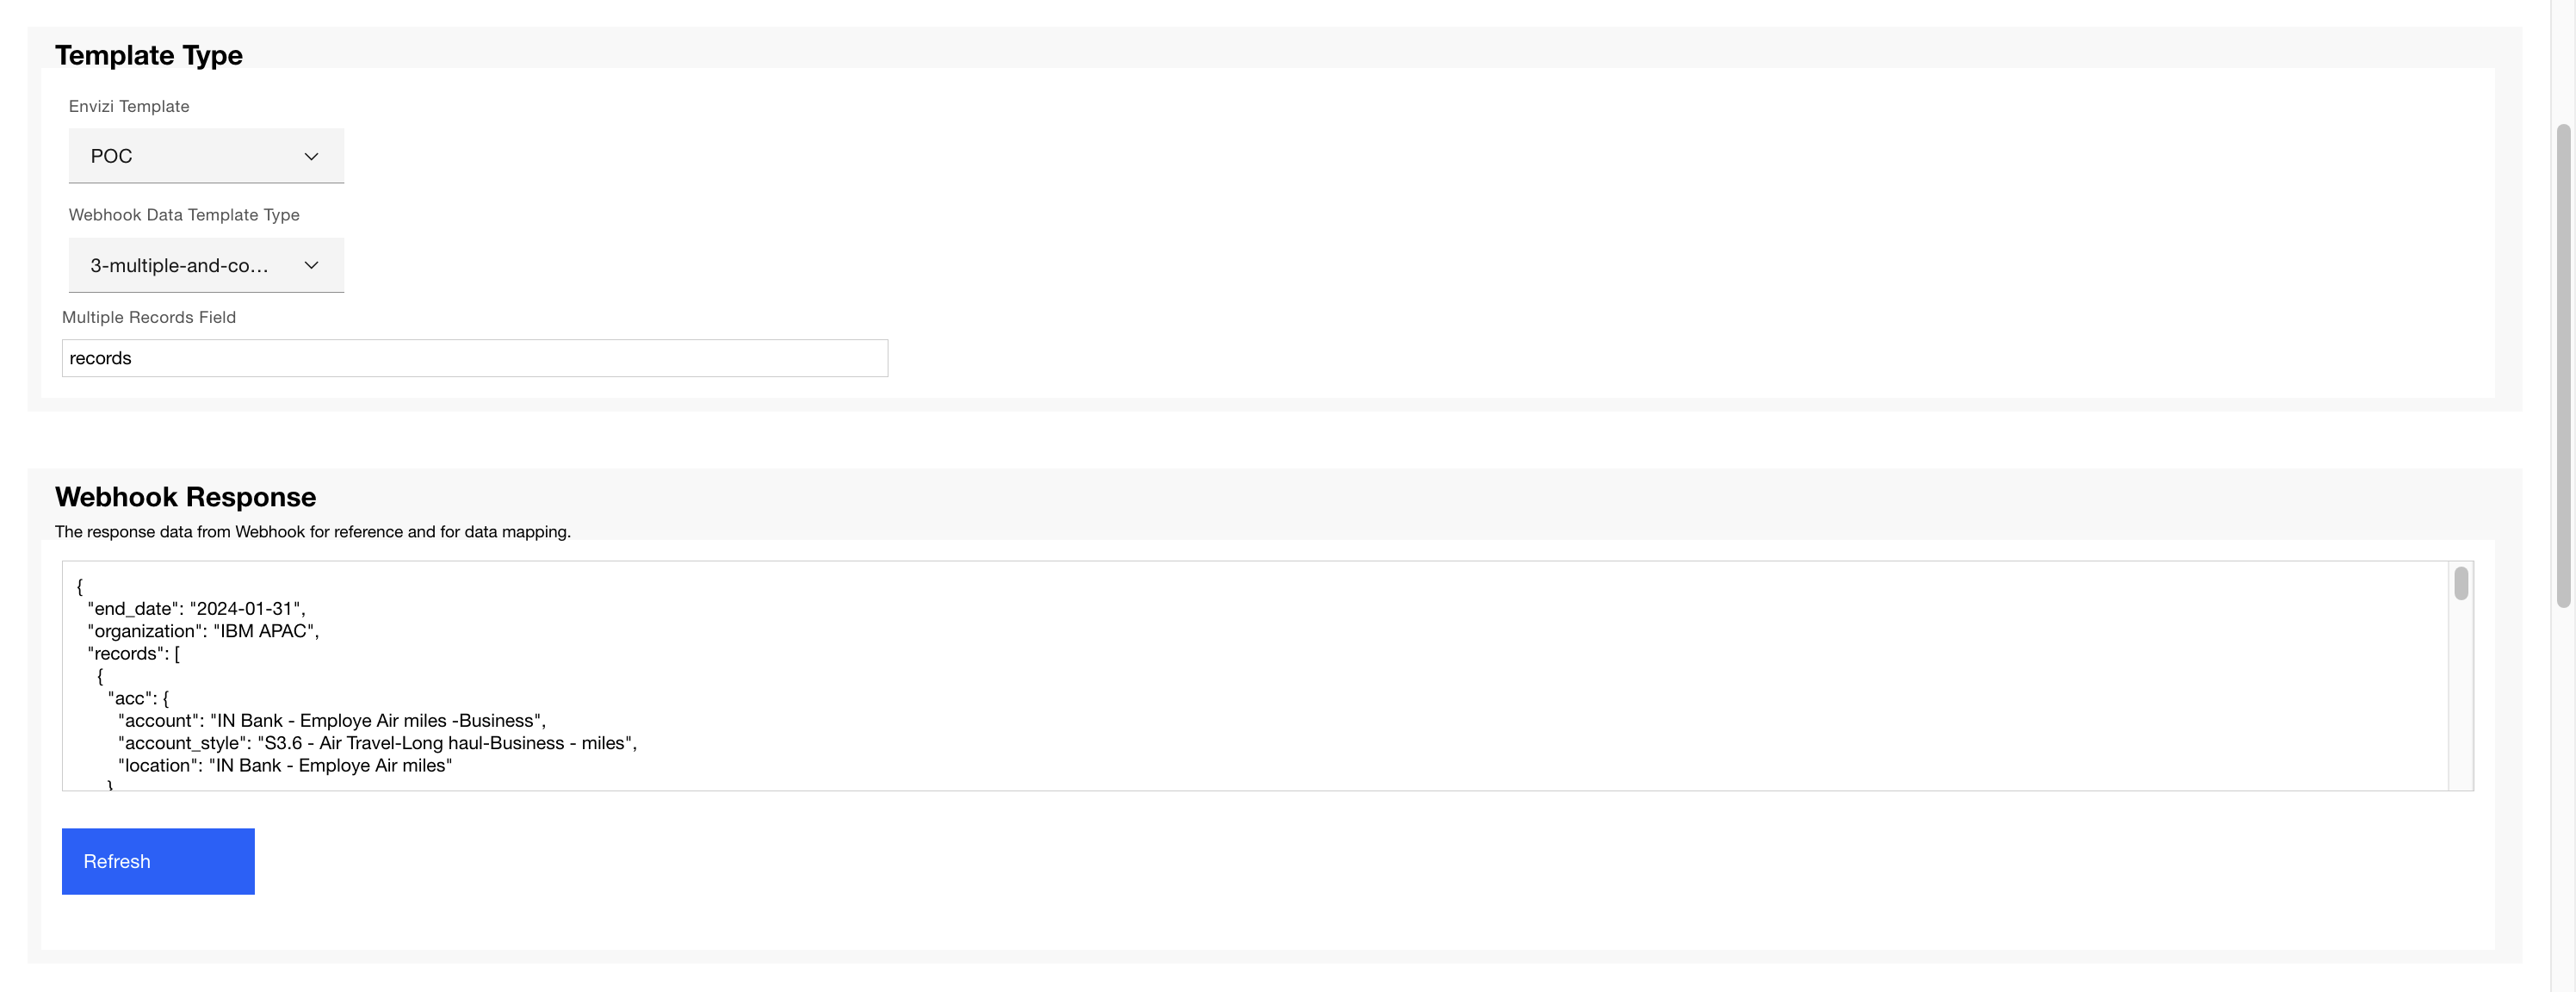 Template Type
Envizi Template
POC
Webhook Data Template Type
3-multiple-and-co...
Multiple Records Field
records
Webhook Response
The response data from Webhook for reference and for data mapping.
{
"end_date": "2024-01-31",
"organization": "IBM APAC",
"records": [
{
"acc": {
"account": "IN Bank - Employe Air miles -Business",
"account_style": "S3.6 - Air Travel-Long haul-Business - miles",
"location": "IN Bank - Employe Air miles"
}
Refresh